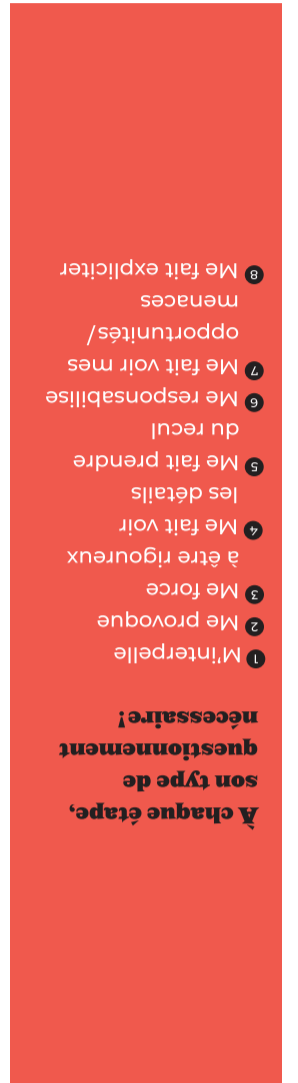 À chaque étape,
son type de
questionnement
nécessaire!
1 M'interpelle
2 Me provoque
3 Me force
à être rigoureux
4 Me fait voir
les détails
5 Me fait prendre
du recul
6 Me responsabilise
7 Me fait voir mes
opportunités/
menaces
8 Me fait expliciter